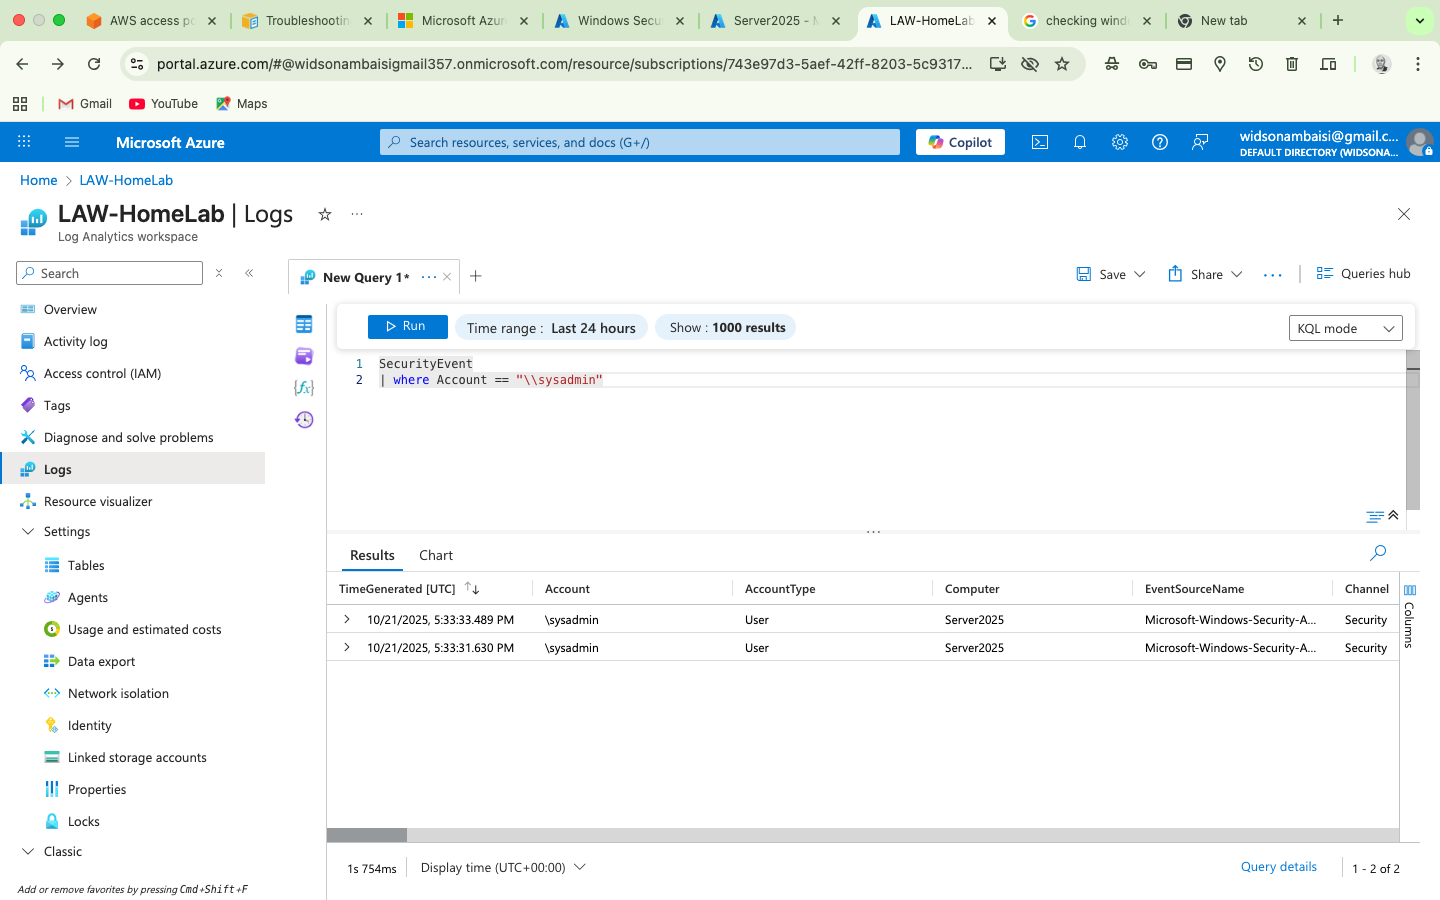 AWS access po
Troubleshootin
Microsoft Azur
Windows Secu
Server2025 - M
LAW-HomeLab
checking wind
New tab
portal.azure.com/#@widsonambaisigmail357.onmicrosoft.com/resource/subscriptions/743e97d3-5aef-42ff-8203-5c9317...
Gmail
YouTube
Maps
Microsoft Azure
Search resources, services, and docs (G+/)
Copilot
widsonambaisi@gmail.c...
DEFAULT DIRECTORY (WIDSONA...
Home > LAW-HomeLab
LAW-HomeLab | Logs
Log Analytics workspace
Search
Overview
Activity log
Access control (IAM)
Tags
Diagnose and solve problems
Logs
Resource visualizer
Settings
Tables
Agents
Usage and estimated costs
Data export
Network isolation
Identity
Linked storage accounts
Properties
Locks
Classic
Add or remove favorites by pressing Cmd+Shift+F
New Query 1*
Save
Share
Queries hub
Run
Time range : Last 24 hours
Show : 1000 results
KQL mode
1 SecurityEvent
2 | where Account == "\\sysadmin"
Results
Chart
TimeGenerated [UTC] Account AccountType Computer EventSourceName Channel
10/21/2025, 5:33:33.489 PM \sysadmin User Server2025 Microsoft-Windows-Security-A... Security
10/21/2025, 5:33:31.630 PM \sysadmin User Server2025 Microsoft-Windows-Security-A... Security
Columns
1s 754ms
Display time (UTC+00:00)
Query details
1 - 2 of 2